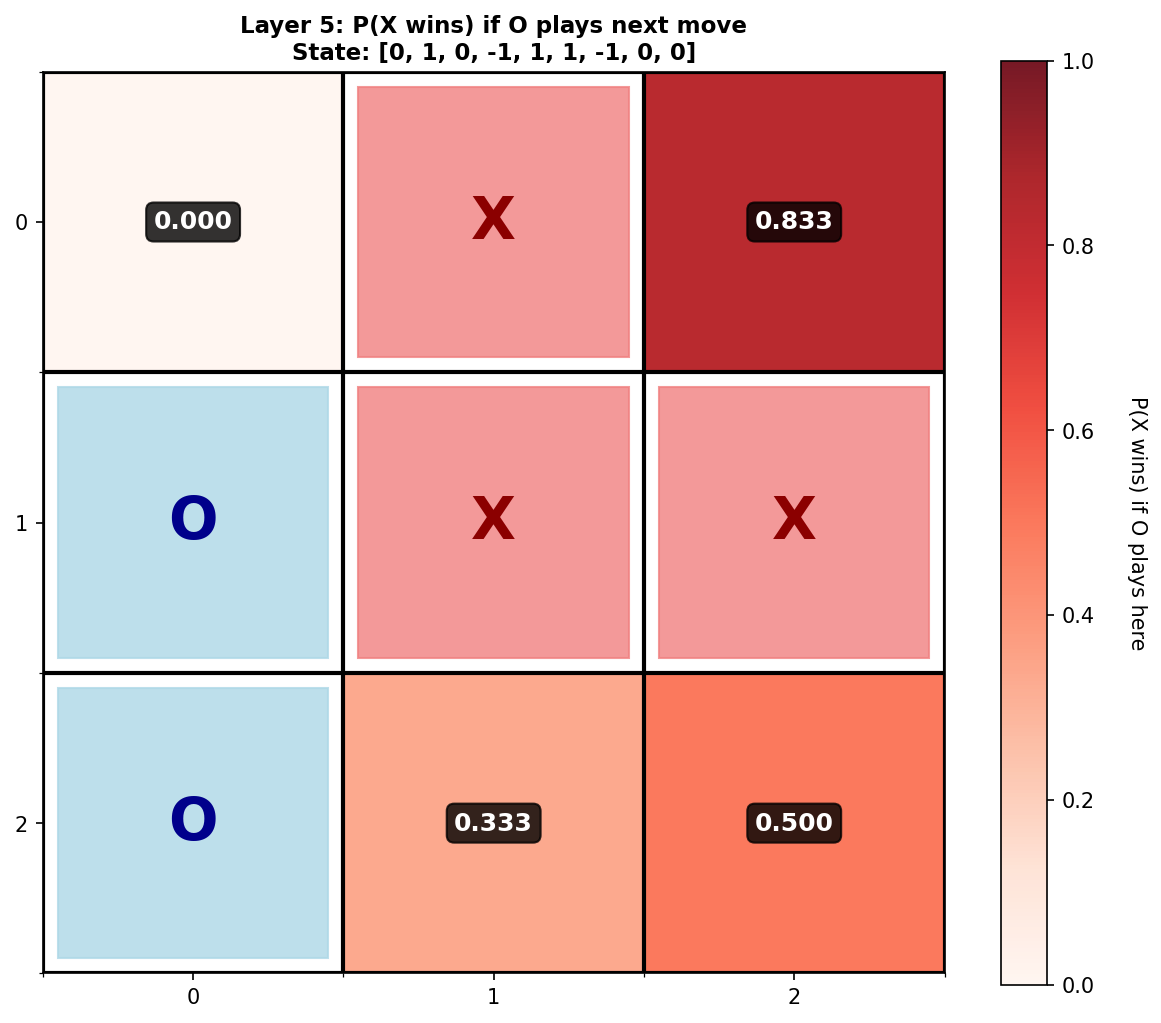 Layer 5: P(X wins) if O plays next move
State: [0, 1, 0, -1, 1, 1, -1, 0, 0]
0.000
X
0.833
O
X
X
O
0.333
0.500
0
1
2
0
1
2
1.0
0.8
0.6
0.4
0.2
0.0
P(X wins) if O plays here